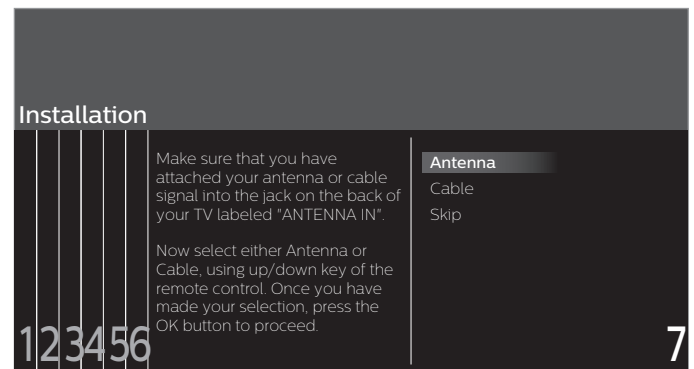 Installation
Make sure that you have
attached your antenna or cable
signal into the jack on the back of
your TV labeled "ANTENNA IN".
Now select either Antenna or
Cable, using up/down key of the
remote control. Once you have
made your selection, press the
OK button to proceed.
Antenna
Cable
Skip
1 2 3 4 5 6
7